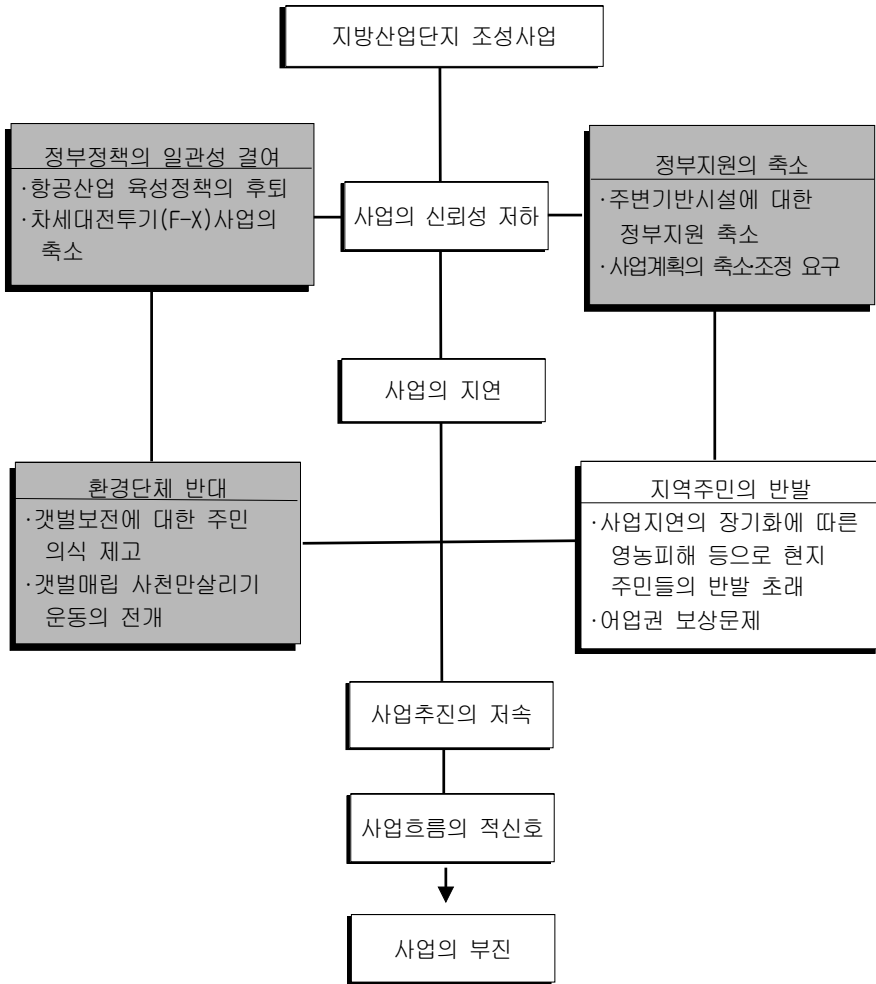 지방산업단지 조성사업
정부정책의 일관성 결여
·항공산업 육성정책의 후퇴
·차세대전투기(F-X)사업의
축소
사업의 신뢰성 저하
정부지원의 축소
·주변기반시설에 대한
정부지원 축소
·사업계획의 축소·조정 요구
사업의 지연
환경단체 반대
·갯벌보전에 대한 주민
의식 제고
·갯벌매립 사천만살리기
운동의 전개
지역주민의 반발
·사업지연의 장기화에 따른
영농피해 등으로 현지
주민들의 반발 초래
·어업권 보상문제
사업추진의 저속
사업흐름의 적신호
사업의 부진